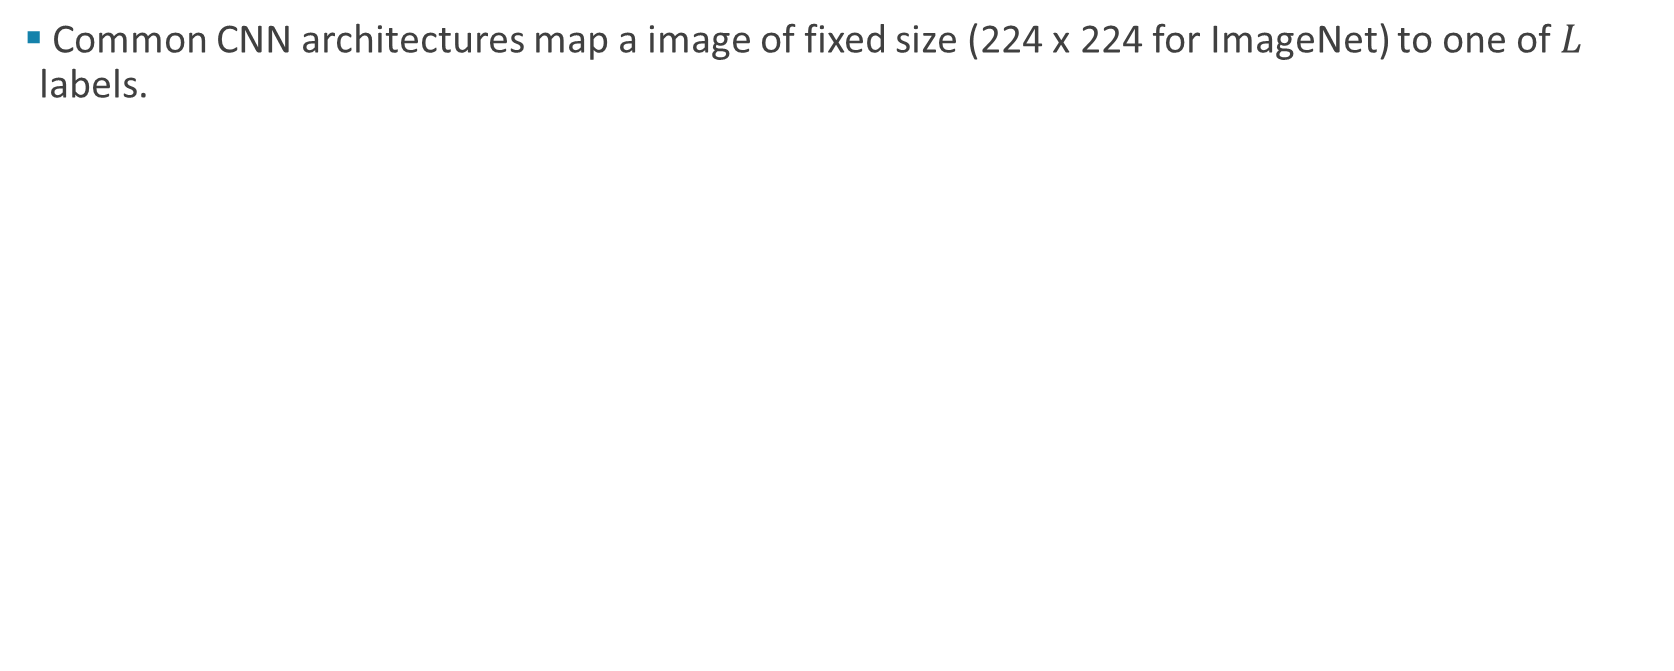 ▪ Common CNN architectures map a image of fixed size (224 x 224 for ImageNet) to one of L
labels.